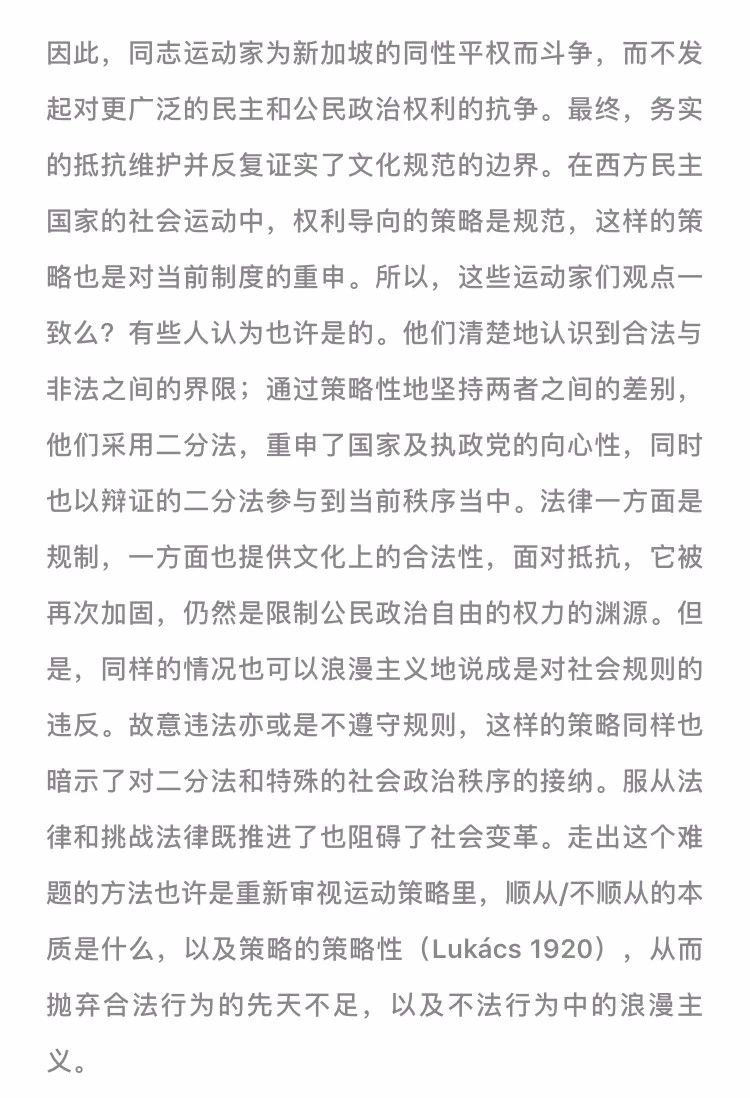 因此，同志运动家为新加坡的同性平权而斗争，而不发
起对更广泛的民主和公民政治权利的抗争。最终，务实
的抵抗维护并反复证实了文化规范的边界。在西方民主
国家的社会运动中，权利导向的策略是规范，这样的策
略也是对当前制度的重申。所以，这些运动家们观点一
致么？有些人认为也许是的。他们清楚地认识到合法与
非法之间的界限；通过策略性地坚持两者之间的差别，
他们采用二分法，重申了国家及执政党的向心性，同时
也以辩证的二分法参与到当前秩序当中。法律一方面是
规制，一方面也提供文化上的合法性，面对抵抗，它被
再次加固，仍然是限制公民政治自由的权力的渊源。但
是，同样的情况也可以浪漫主义地说成是对社会规则的
违反。故意违法亦或是不遵守规则，这样的策略同样也
暗示了对二分法和特殊的社会政治秩序的接纳。服从法
律和挑战法律既推进了也阻碍了社会变革。走出这个难
题的方法也许是重新审视运动策略里，顺从/不顺从的本
质是什么，以及策略的策略性（Lukács 1920），从而
抛弃合法行为的先天不足，以及不法行为中的浪漫主
义。